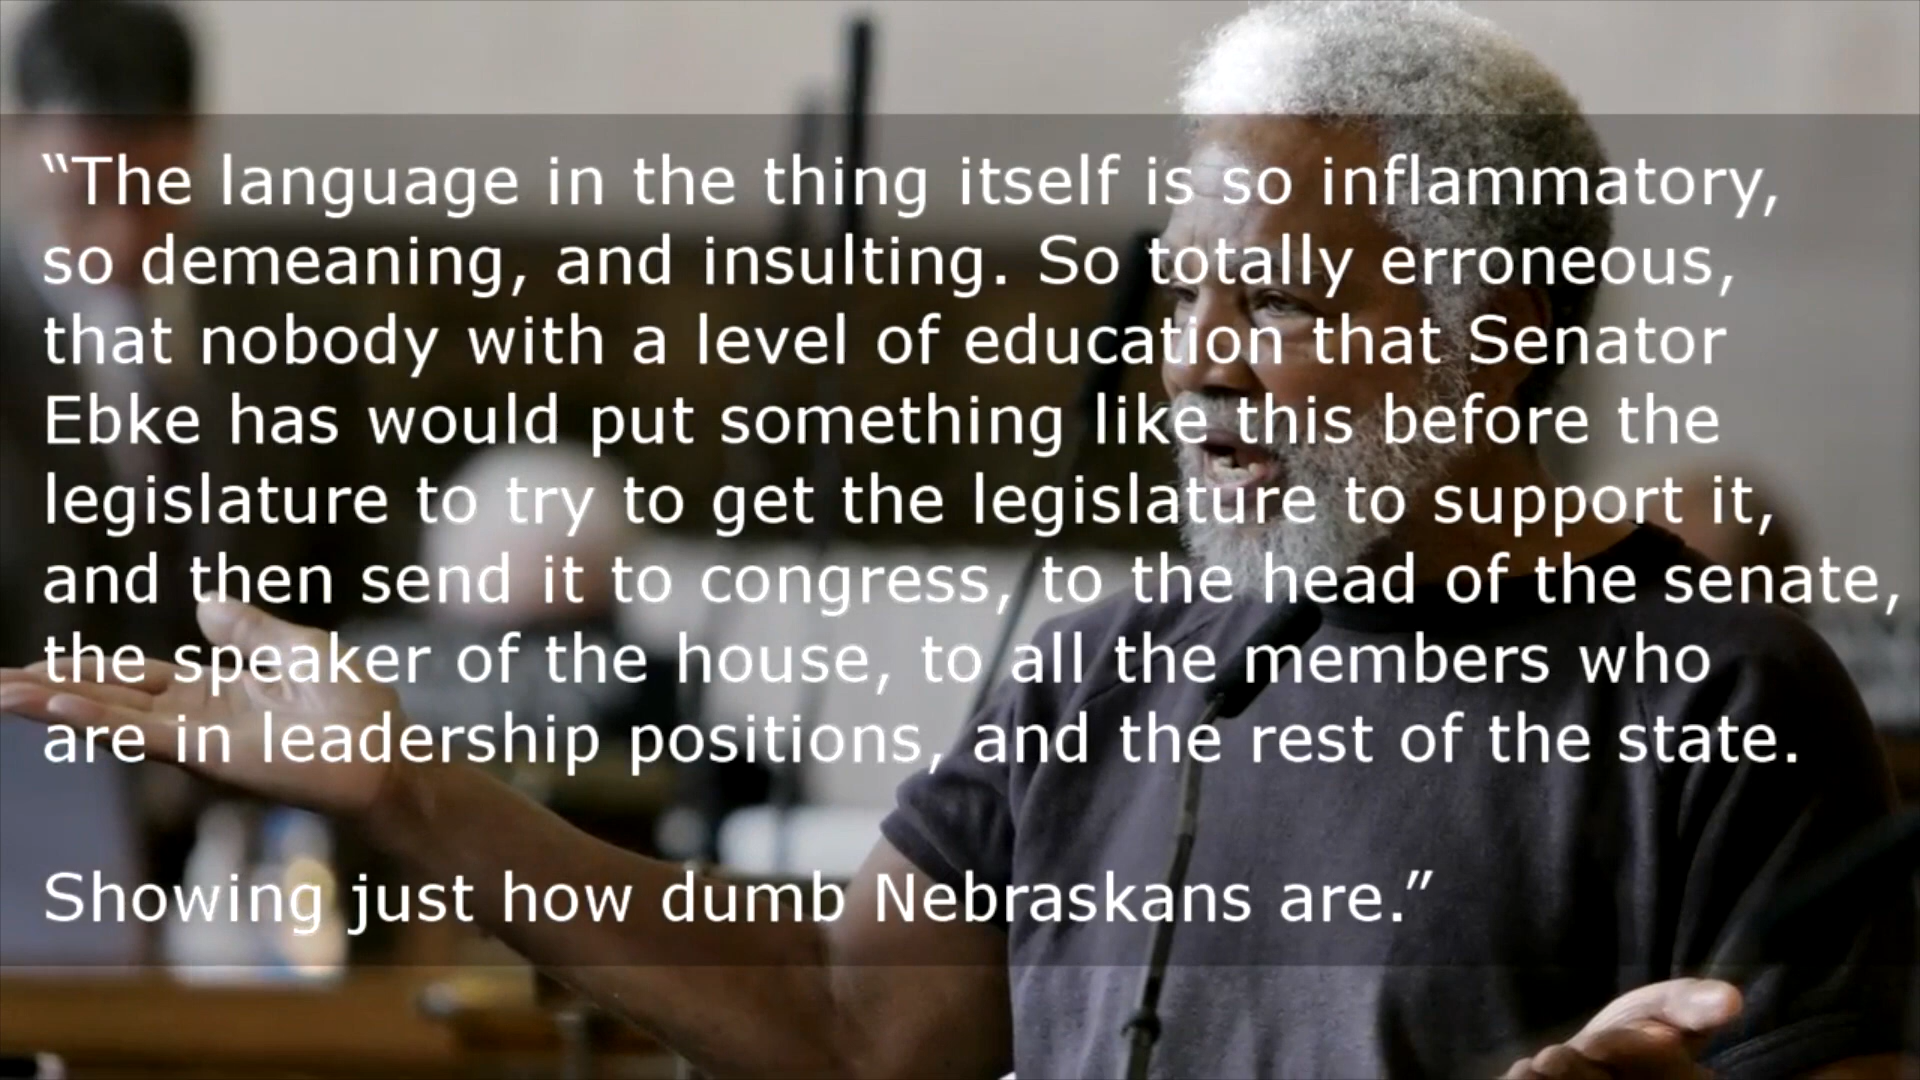 “The language in the thing itself is so inflammatory,
so demeaning, and insulting. So totally erroneous,
that nobody with a level of education that Senator
Ebke has would put something like this before the
legislature to try to get the legislature to support it,
and then send it to congress, to the head of the senate,
the speaker of the house, to all the members who
are in leadership positions, and the rest of the state.
Showing just how dumb Nebraskans are.”